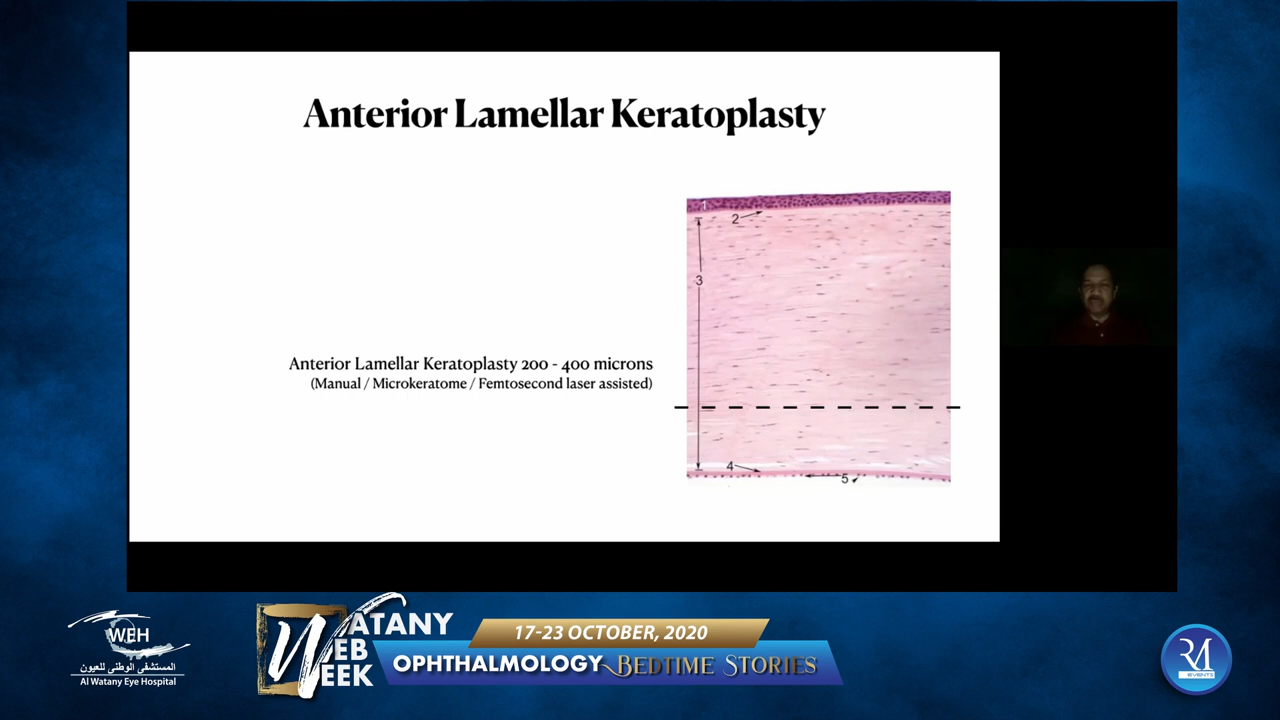 Anterior Lamellar Keratoplasty
1
2
3
Anterior Lamellar Keratoplasty 200 - 400 microns
(Manual / Microkeratome / Femtosecond laser assisted)
4
5
WEH
المستشفى الوطنى للعيون
Al Watany Eye Hospital
WATANY
WEB
WEEK
17-23 OCTOBER, 2020
OPHTHALMOLOGY BEDTIME STORIES
RM
EVENTS